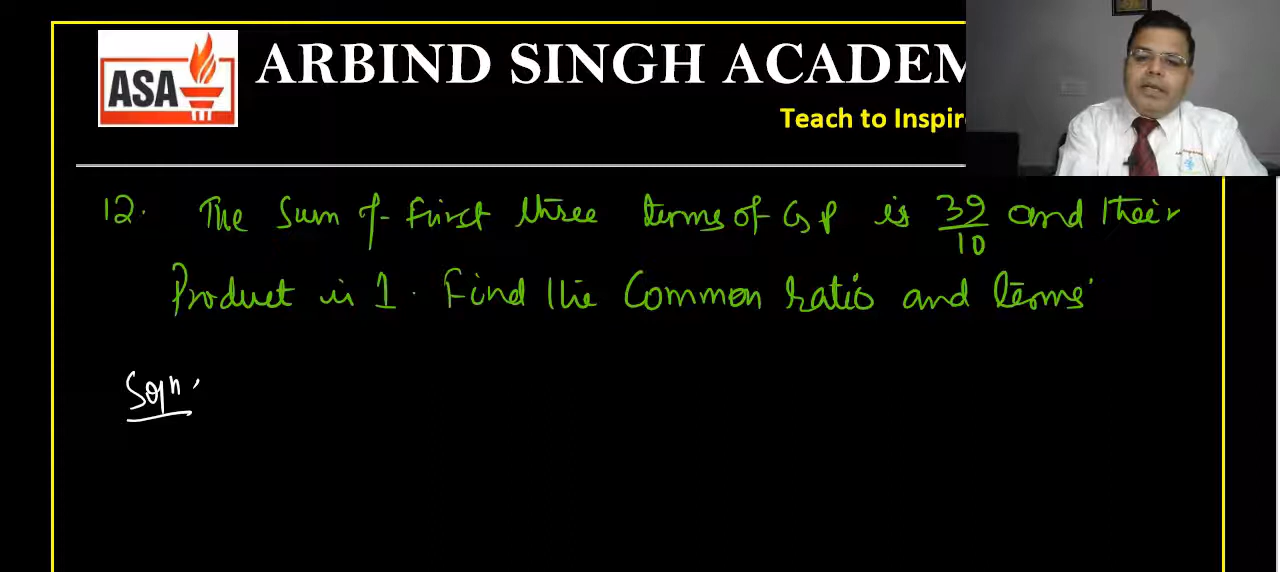 ASA
ARBIND SINGH ACADEM
Teach to Inspir
12. The Sum of First three terms of G.P is 39/10 and their
Product is 1. Find the Common ratio and terms.
Soln.